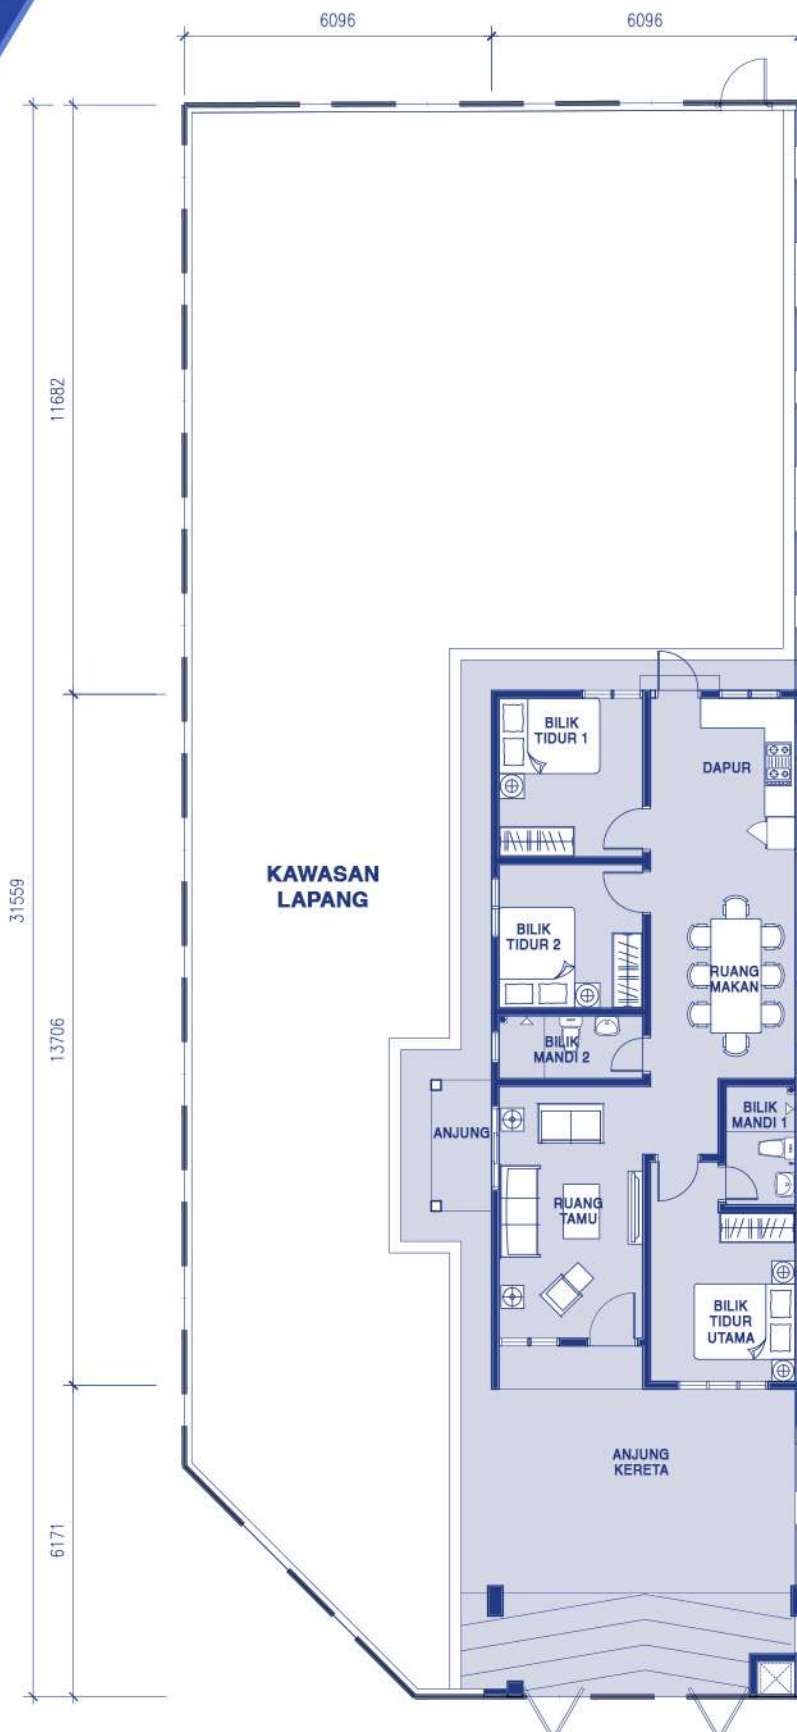 6096
6096
11682
BILIK
TIDUR 1
DAPUR
KAWASAN
LAPANG
31559
BILIK
TIDUR 2
RUANG
MAKAN
13706
BILIK
MANDI 2
BILIK
MANDI 1
ANJUNG
RUANG
TAMU
BILIK
TIDUR
UTAMA
ANJUNG
KERETA
6171